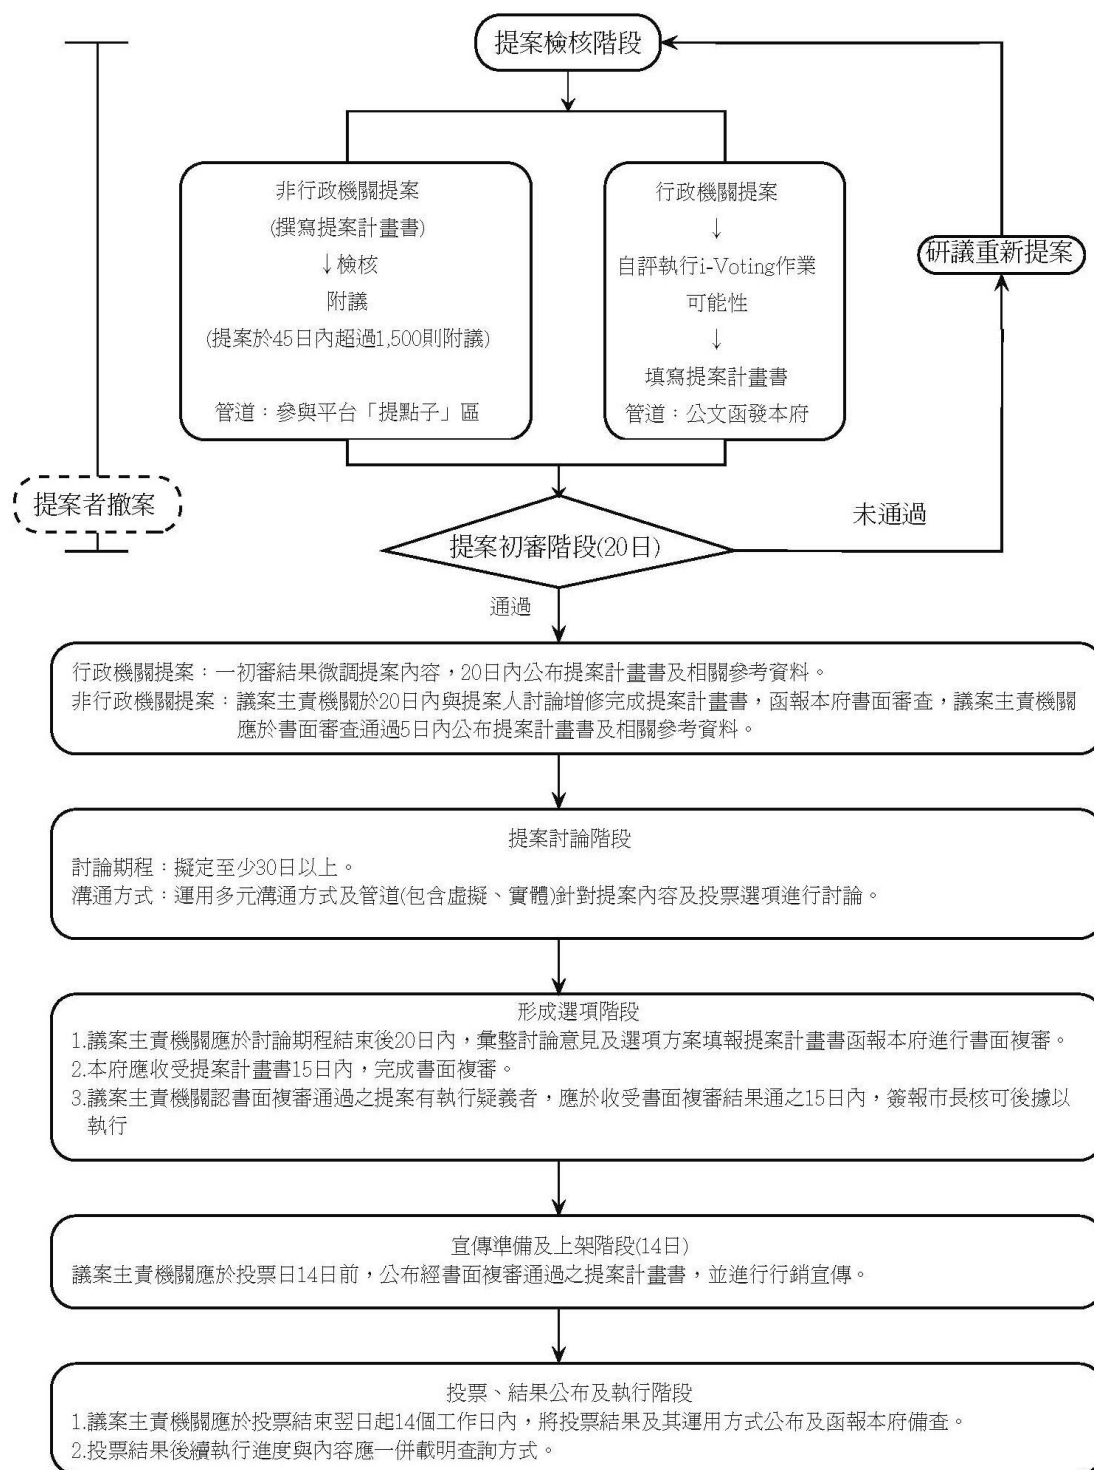 提案檢核階段
非行政機關提案
(撰寫提案計畫書)
↓檢核
附議
(提案於45日內超過1,500則附議)
管道：參與平台「提點子」區
行政機關提案
↓
自評執行i-Voting作業
可能性
↓
填寫提案計畫書
管道：公文函發本府
研議重新提案
提案者撤案
提案初審階段(20日)
未通過
通過
行政機關提案：一初審結果微調提案內容，20日內公布提案計畫書及相關參考資料。
非行政機關提案：議案主責機關於20日內與提案人討論增修完成提案計畫書，函報本府書面審查，議案主責機關
應於書面審查通過5日內公布提案計畫書及相關參考資料。
提案討論階段
討論期程：擬定至少30日以上。
溝通方式：運用多元溝通方式及管道(包含虛擬、實體)針對提案內容及投票選項進行討論。
形成選項階段
1.議案主責機關應於討論期程結束後20日內，彙整討論意見及選項方案填報提案計畫書函報本府進行書面複審。
2.本府應收受提案計畫書15日內，完成書面複審。
3.議案主責機關認書面複審通過之提案有執行疑義者，應於收受書面複審結果通之15日內，簽報市長核可後據以
執行
宣傳準備及上架階段(14日)
議案主責機關應於投票日14日前，公布經書面複審通過之提案計畫書，並進行行銷宣傳。
投票、結果公布及執行階段
1.議案主責機關應於投票結束翌日起14個工作日內，將投票結果及其運用方式公布及函報本府備查。
2.投票結果後續執行進度與內容應一併載明查詢方式。